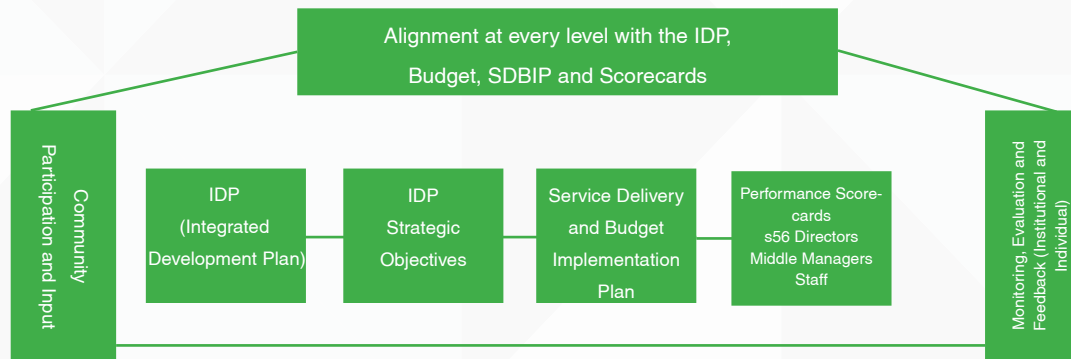 Alignment at every level with the IDP,
Budget, SDBIP and Scorecards
Community
Participation and Input
IDP
(Integrated
Development Plan)
IDP
Strategic
Objectives
Service Delivery
and Budget
Implementation
Plan
Performance Score-
cards
s56 Directors
Middle Managers
Staff
Monitoring, Evaluation and
Feedback (Institutional and
Individual)